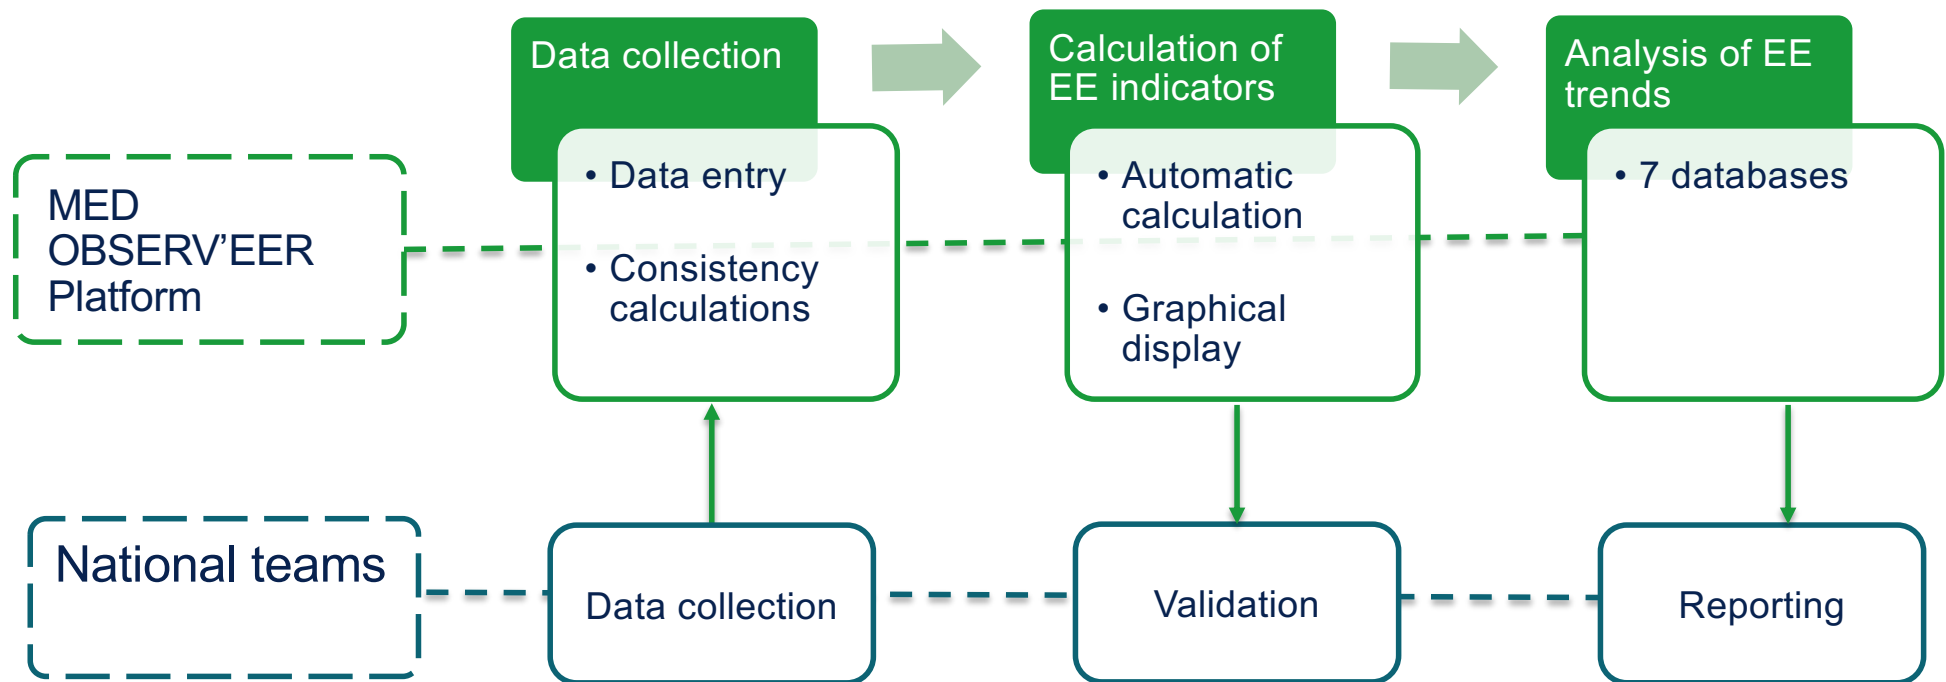 Data collection
Calculation of
EE indicators
Analysis of EE
trends
MED
OBSERV’EER
Platform
• Data entry
• Consistency
calculations
• Automatic
calculation
• Graphical
display
• 7 databases
National teams
Data collection
Validation
Reporting